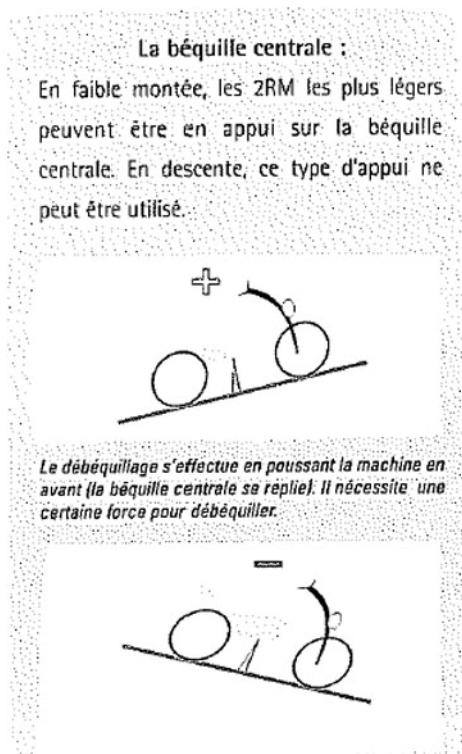 La béquille centrale :
En faible montée, les 2RM les plus légers
peuvent être en appui sur la béquille
centrale. En descente, ce type d'appui ne
peut être utilisé.
+
Le débéquillage s'effectue en poussant la machine en
avant (la béquille centrale se replie). Il nécessite une
certaine force pour débéquiller.
-